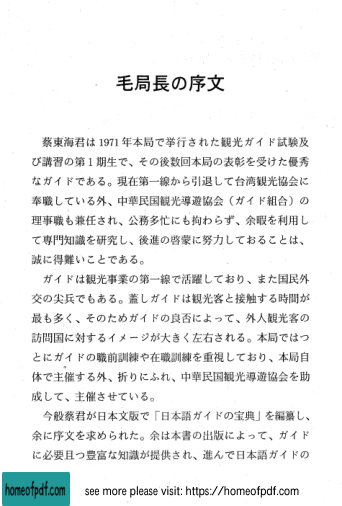 毛局長の序文
蔡東海君は1971年本局で挙行された観光ガイド試験及
び講習の第1期生で、その後数回本局の表彰を受けた優秀
なガイドである。現在第一線から引退して台湾観光協会に
奉職している外、中華民国観光導遊協会（ガイド組合）の
理事職も兼任され、公務多忙にも拘わらず、余暇を利用し
て専門知識を研究し、後進の啓蒙に努力しておることは、
誠に得難いことである。
ガイドは観光事業の第一線で活躍しており、また国民外
交の尖兵でもある。蓋しガイドは観光客と接触する時間が
最も多く、そのためガイドの良否によって、外人観光客の
訪問国に対するイメージが大きく左右される。本局ではつ
とにガイドの職前訓練や在職訓練を重視しており、本局自
体で主催する外、折りにふれ、中華民国観光導遊協会を助
成して、主催させている。
今般蔡君が日本文版で「日本語ガイドの宝典」を編纂し、
余に序文を求められた。余は本書の出版によって、ガイド
に必要且つ豊富な知識が提供され、進んで日本語ガイドの
homeofpdf.com
see more please visit: https://homeofpdf.com